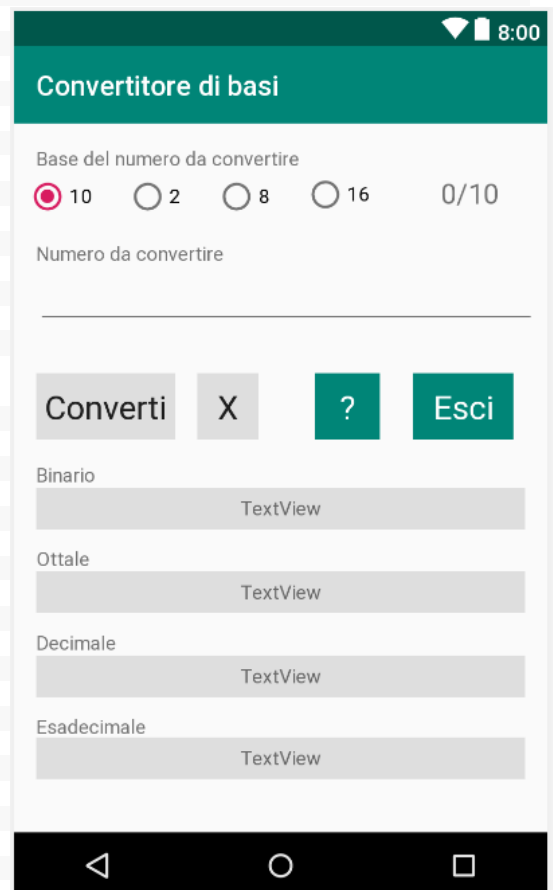 8:00
Convertitore di basi
Base del numero da convertire
10 2 8 16 0/10
Numero da convertire
Converti X ? Esci
Binario
TextView
Ottale
TextView
Decimale
TextView
Esadecimale
TextView